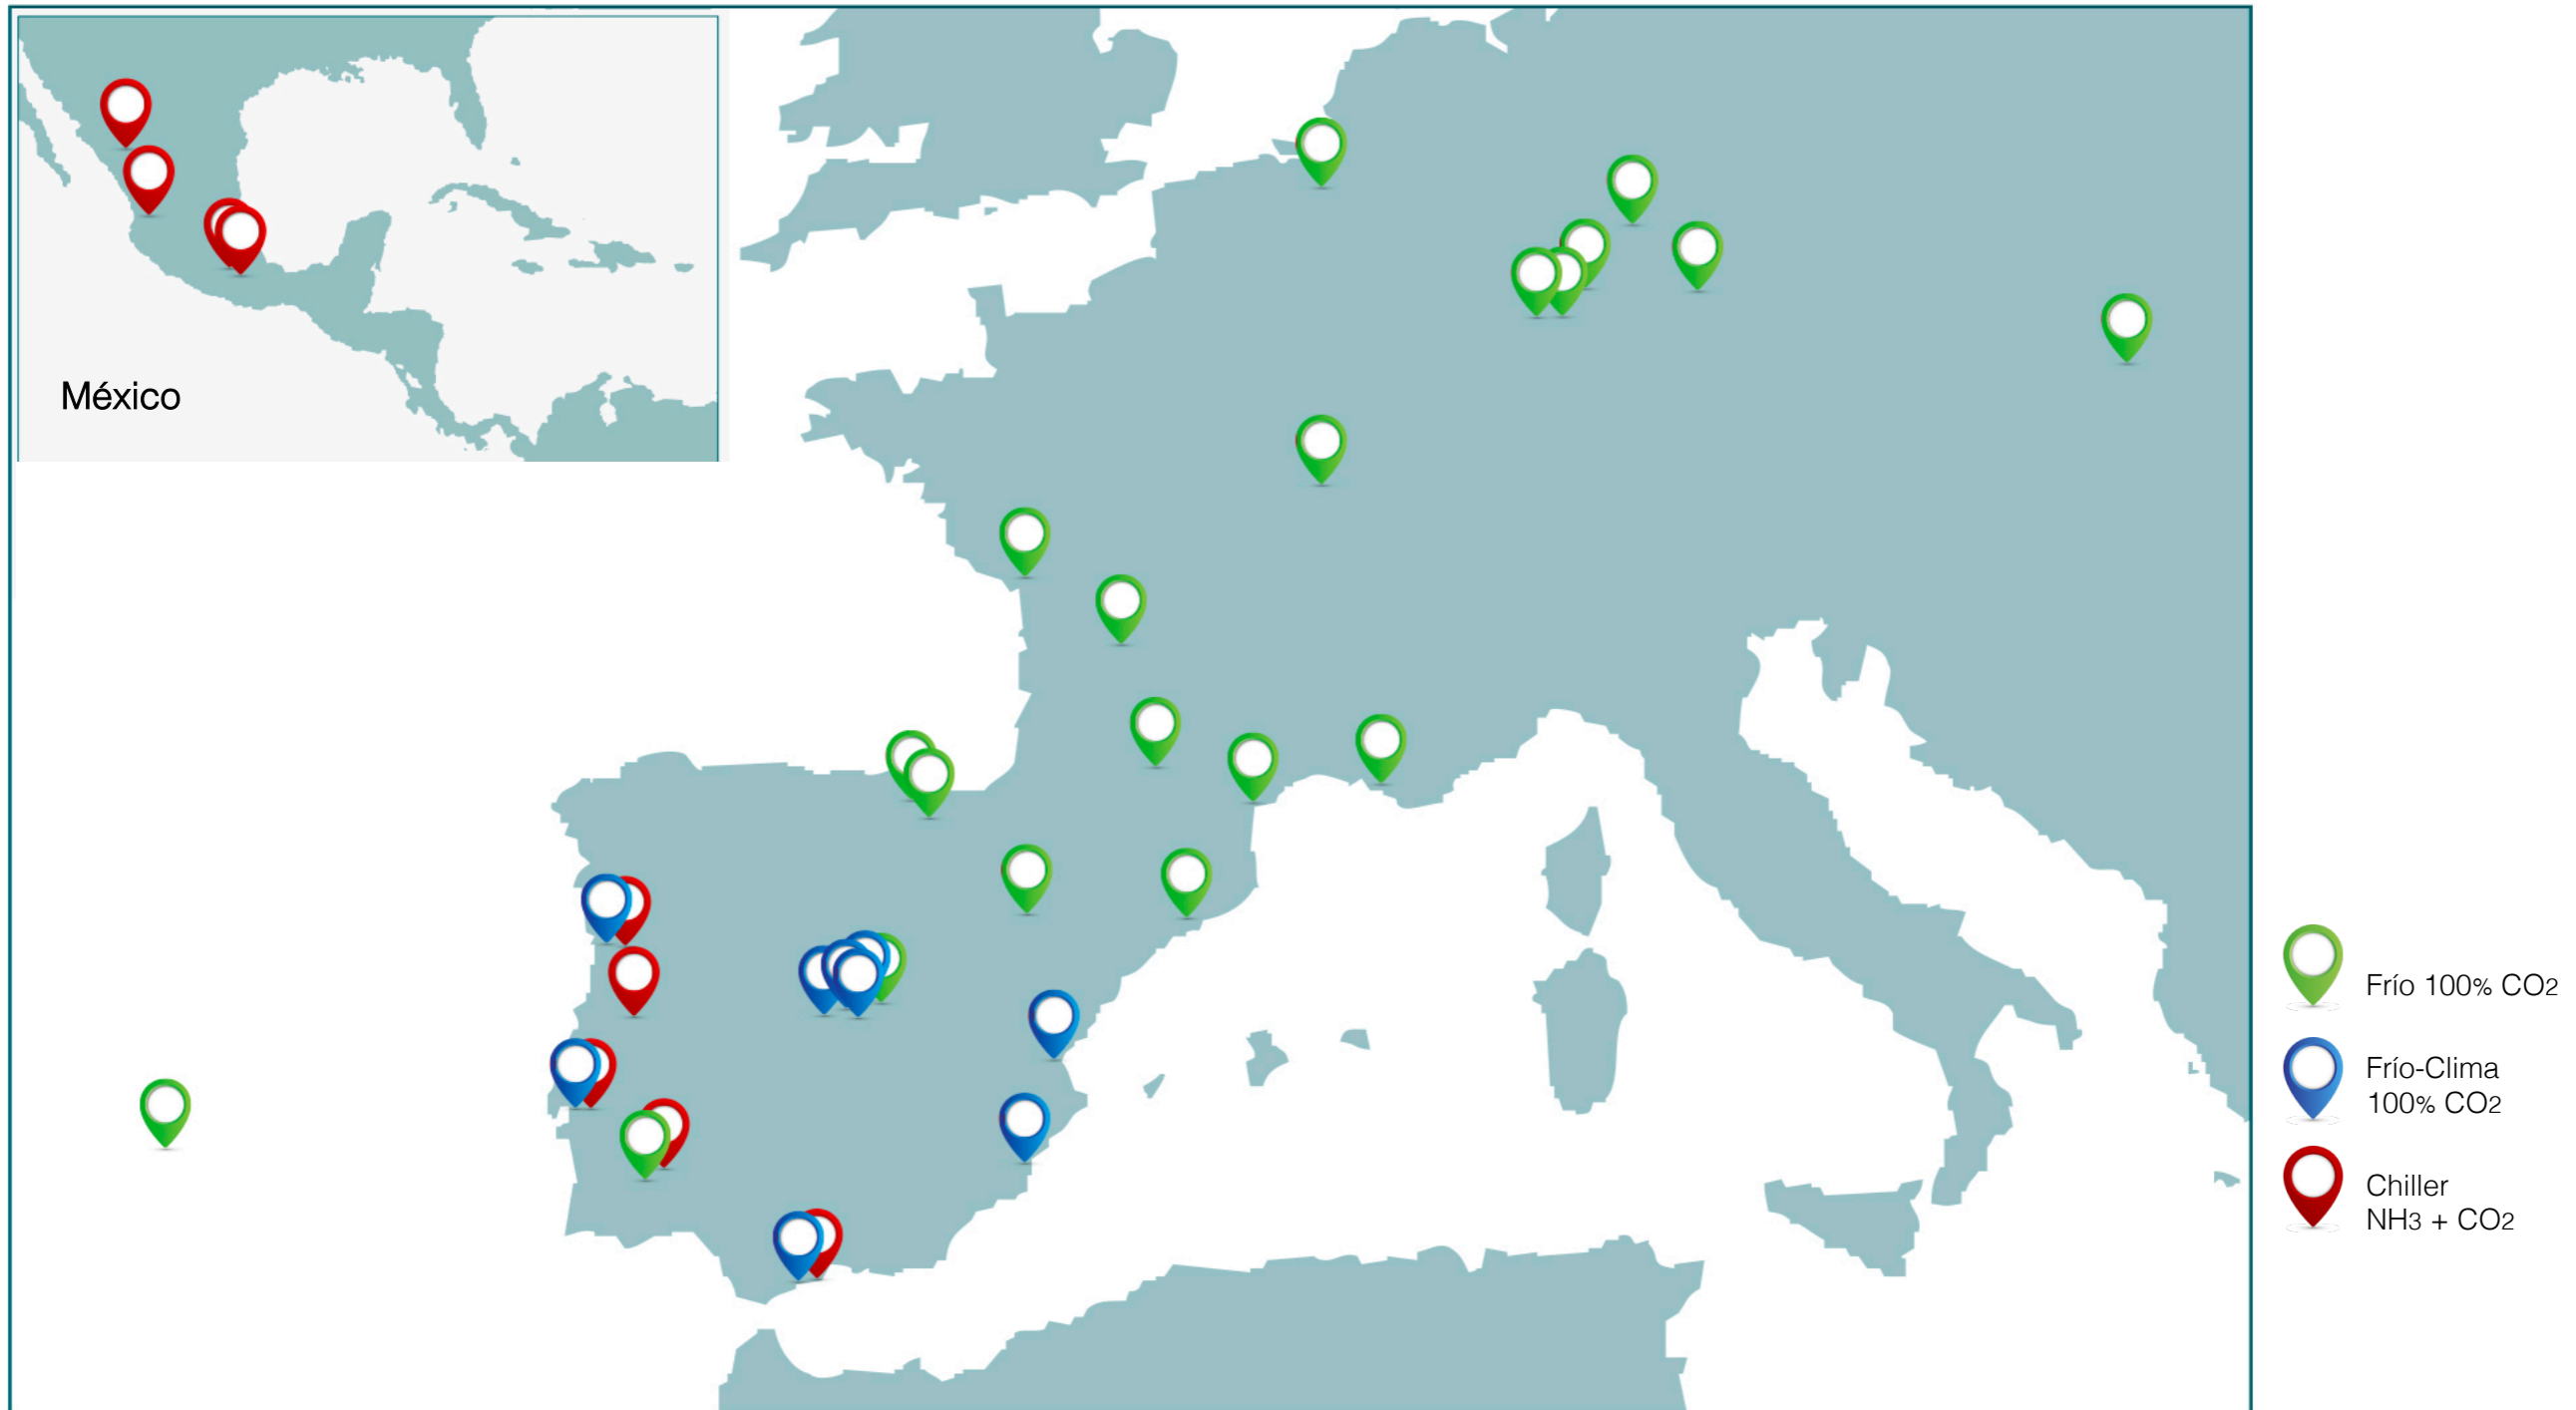 México
Frío 100% CO2
Frío-Clima
100% CO2
Chiller
NH3 + CO2